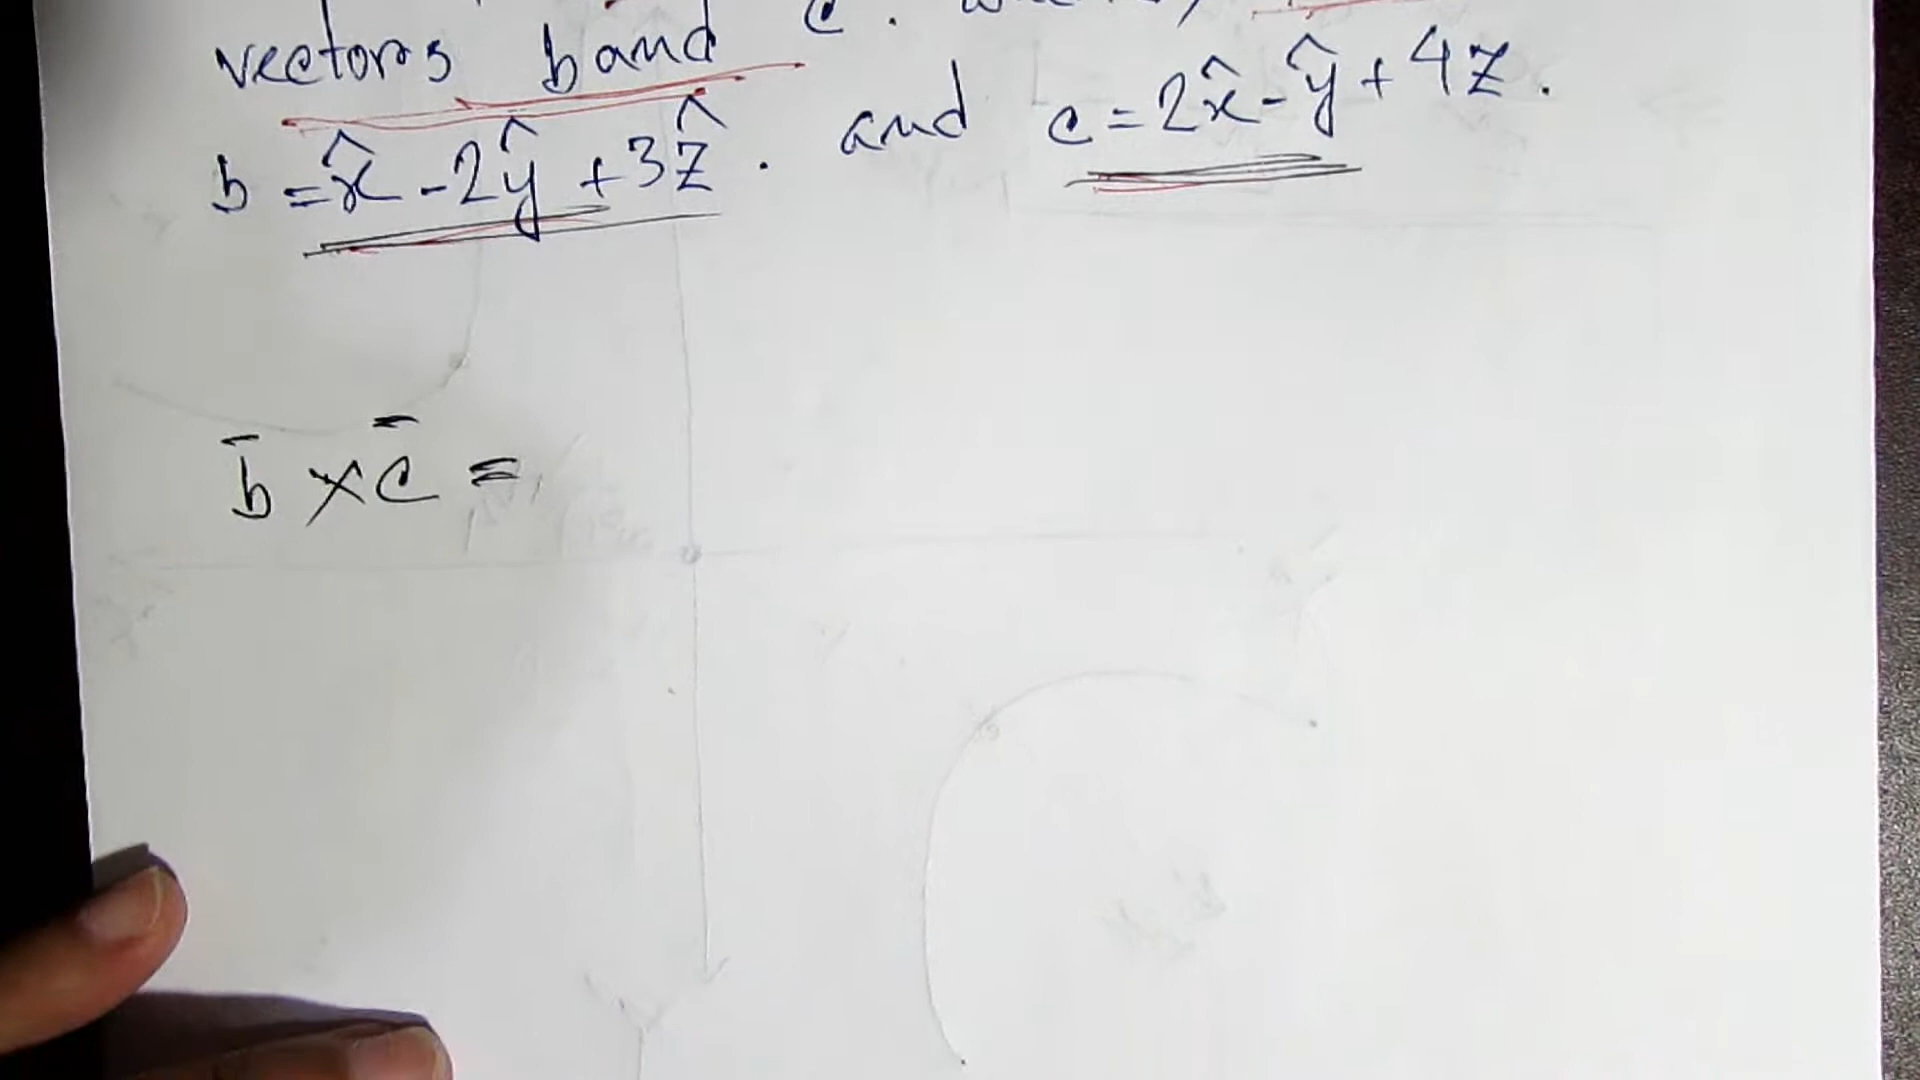 vectors b and c.
b = x̂ - 2ŷ + 3ẑ . and c = 2x̂ - ŷ + 4z .
b̄ × c̄ =